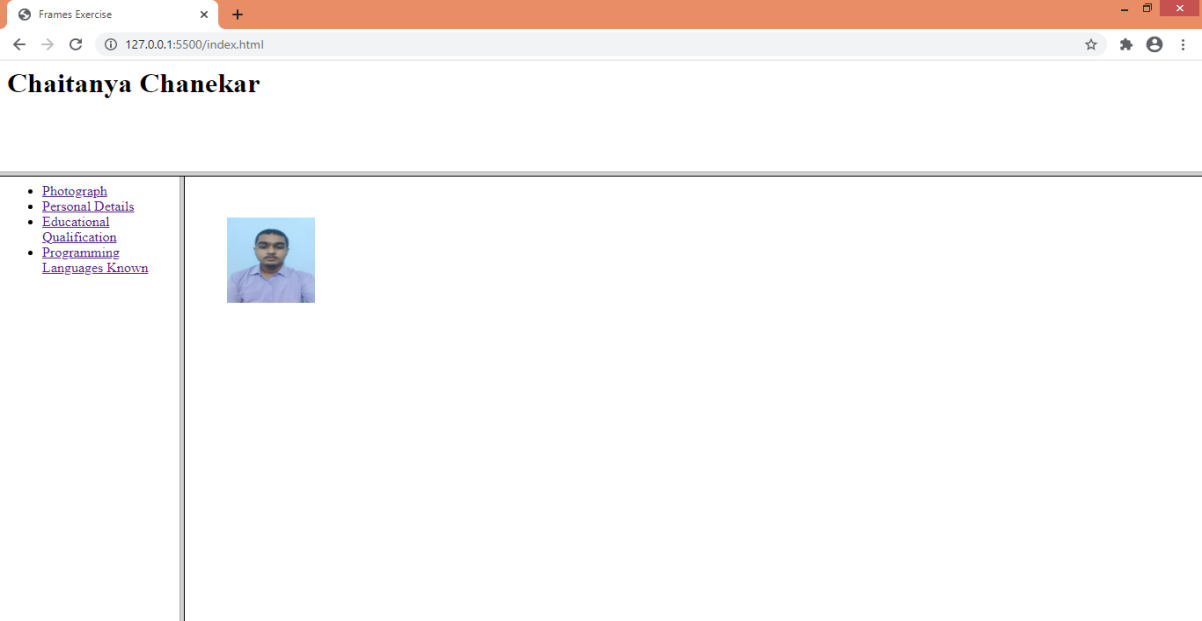 Frames Exercise
127.0.0.1:5500/index.html
Chaitanya Chanekar
Photograph
Personal Details
Educational
Qualification
Programming
Languages Known